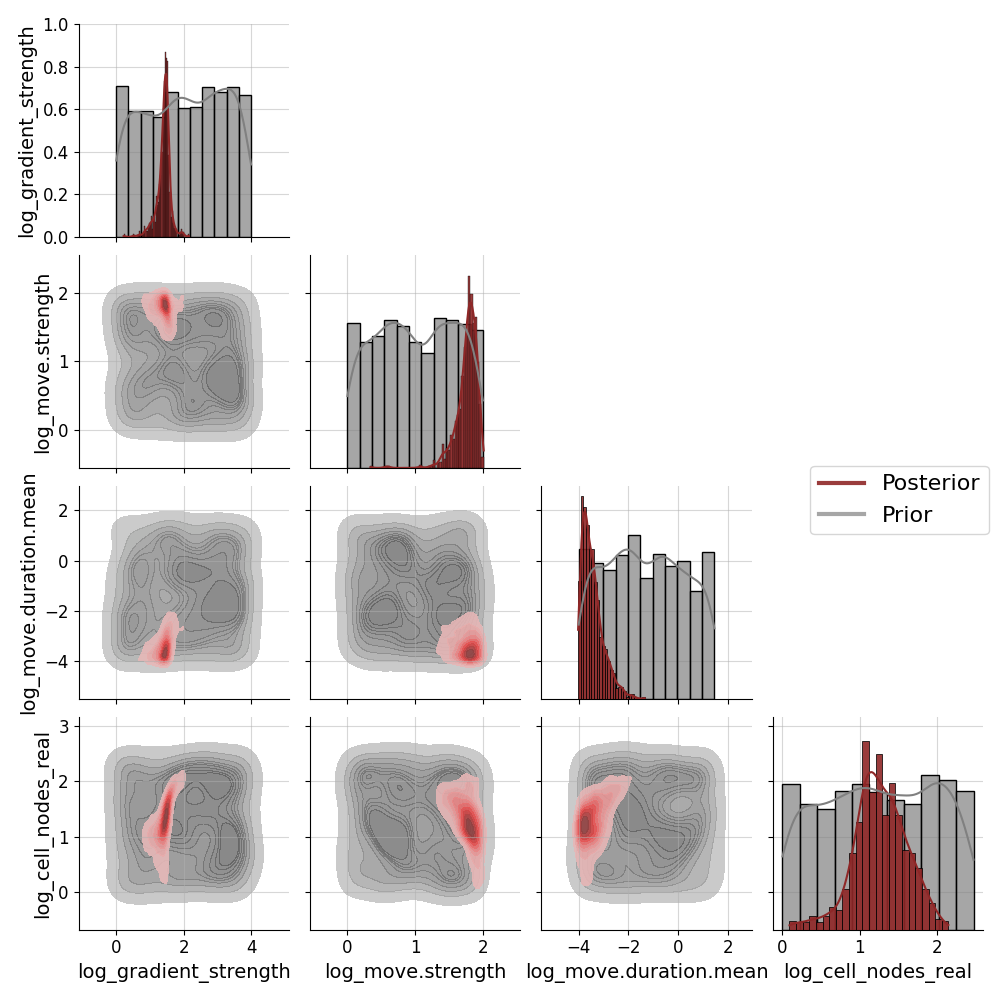 log_gradient_strength
1.0
0.8
0.6
0.4
0.2
0.0
log_move.strength
2
1
0
log_move.duration.mean
2
0
−2
−4
Posterior
Prior
log_cell_nodes_real
3
2
1
0
0 2 4
0 1 2
−4 −2 0 2
0 1 2
log_gradient_strength log_move.strength log_move.duration.mean log_cell_nodes_real